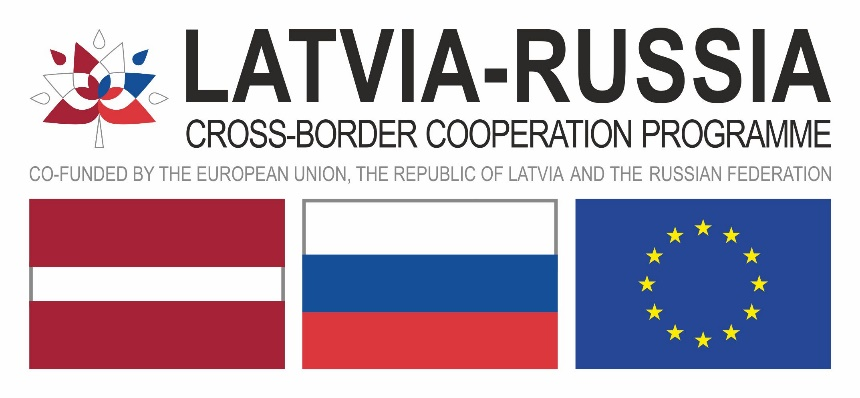 LATVIA-RUSSIA
CROSS-BORDER COOPERATION PROGRAMME
CO-FUNDED BY THE EUROPEAN UNION, THE REPUBLIC OF LATVIA AND THE RUSSIAN FEDERATION